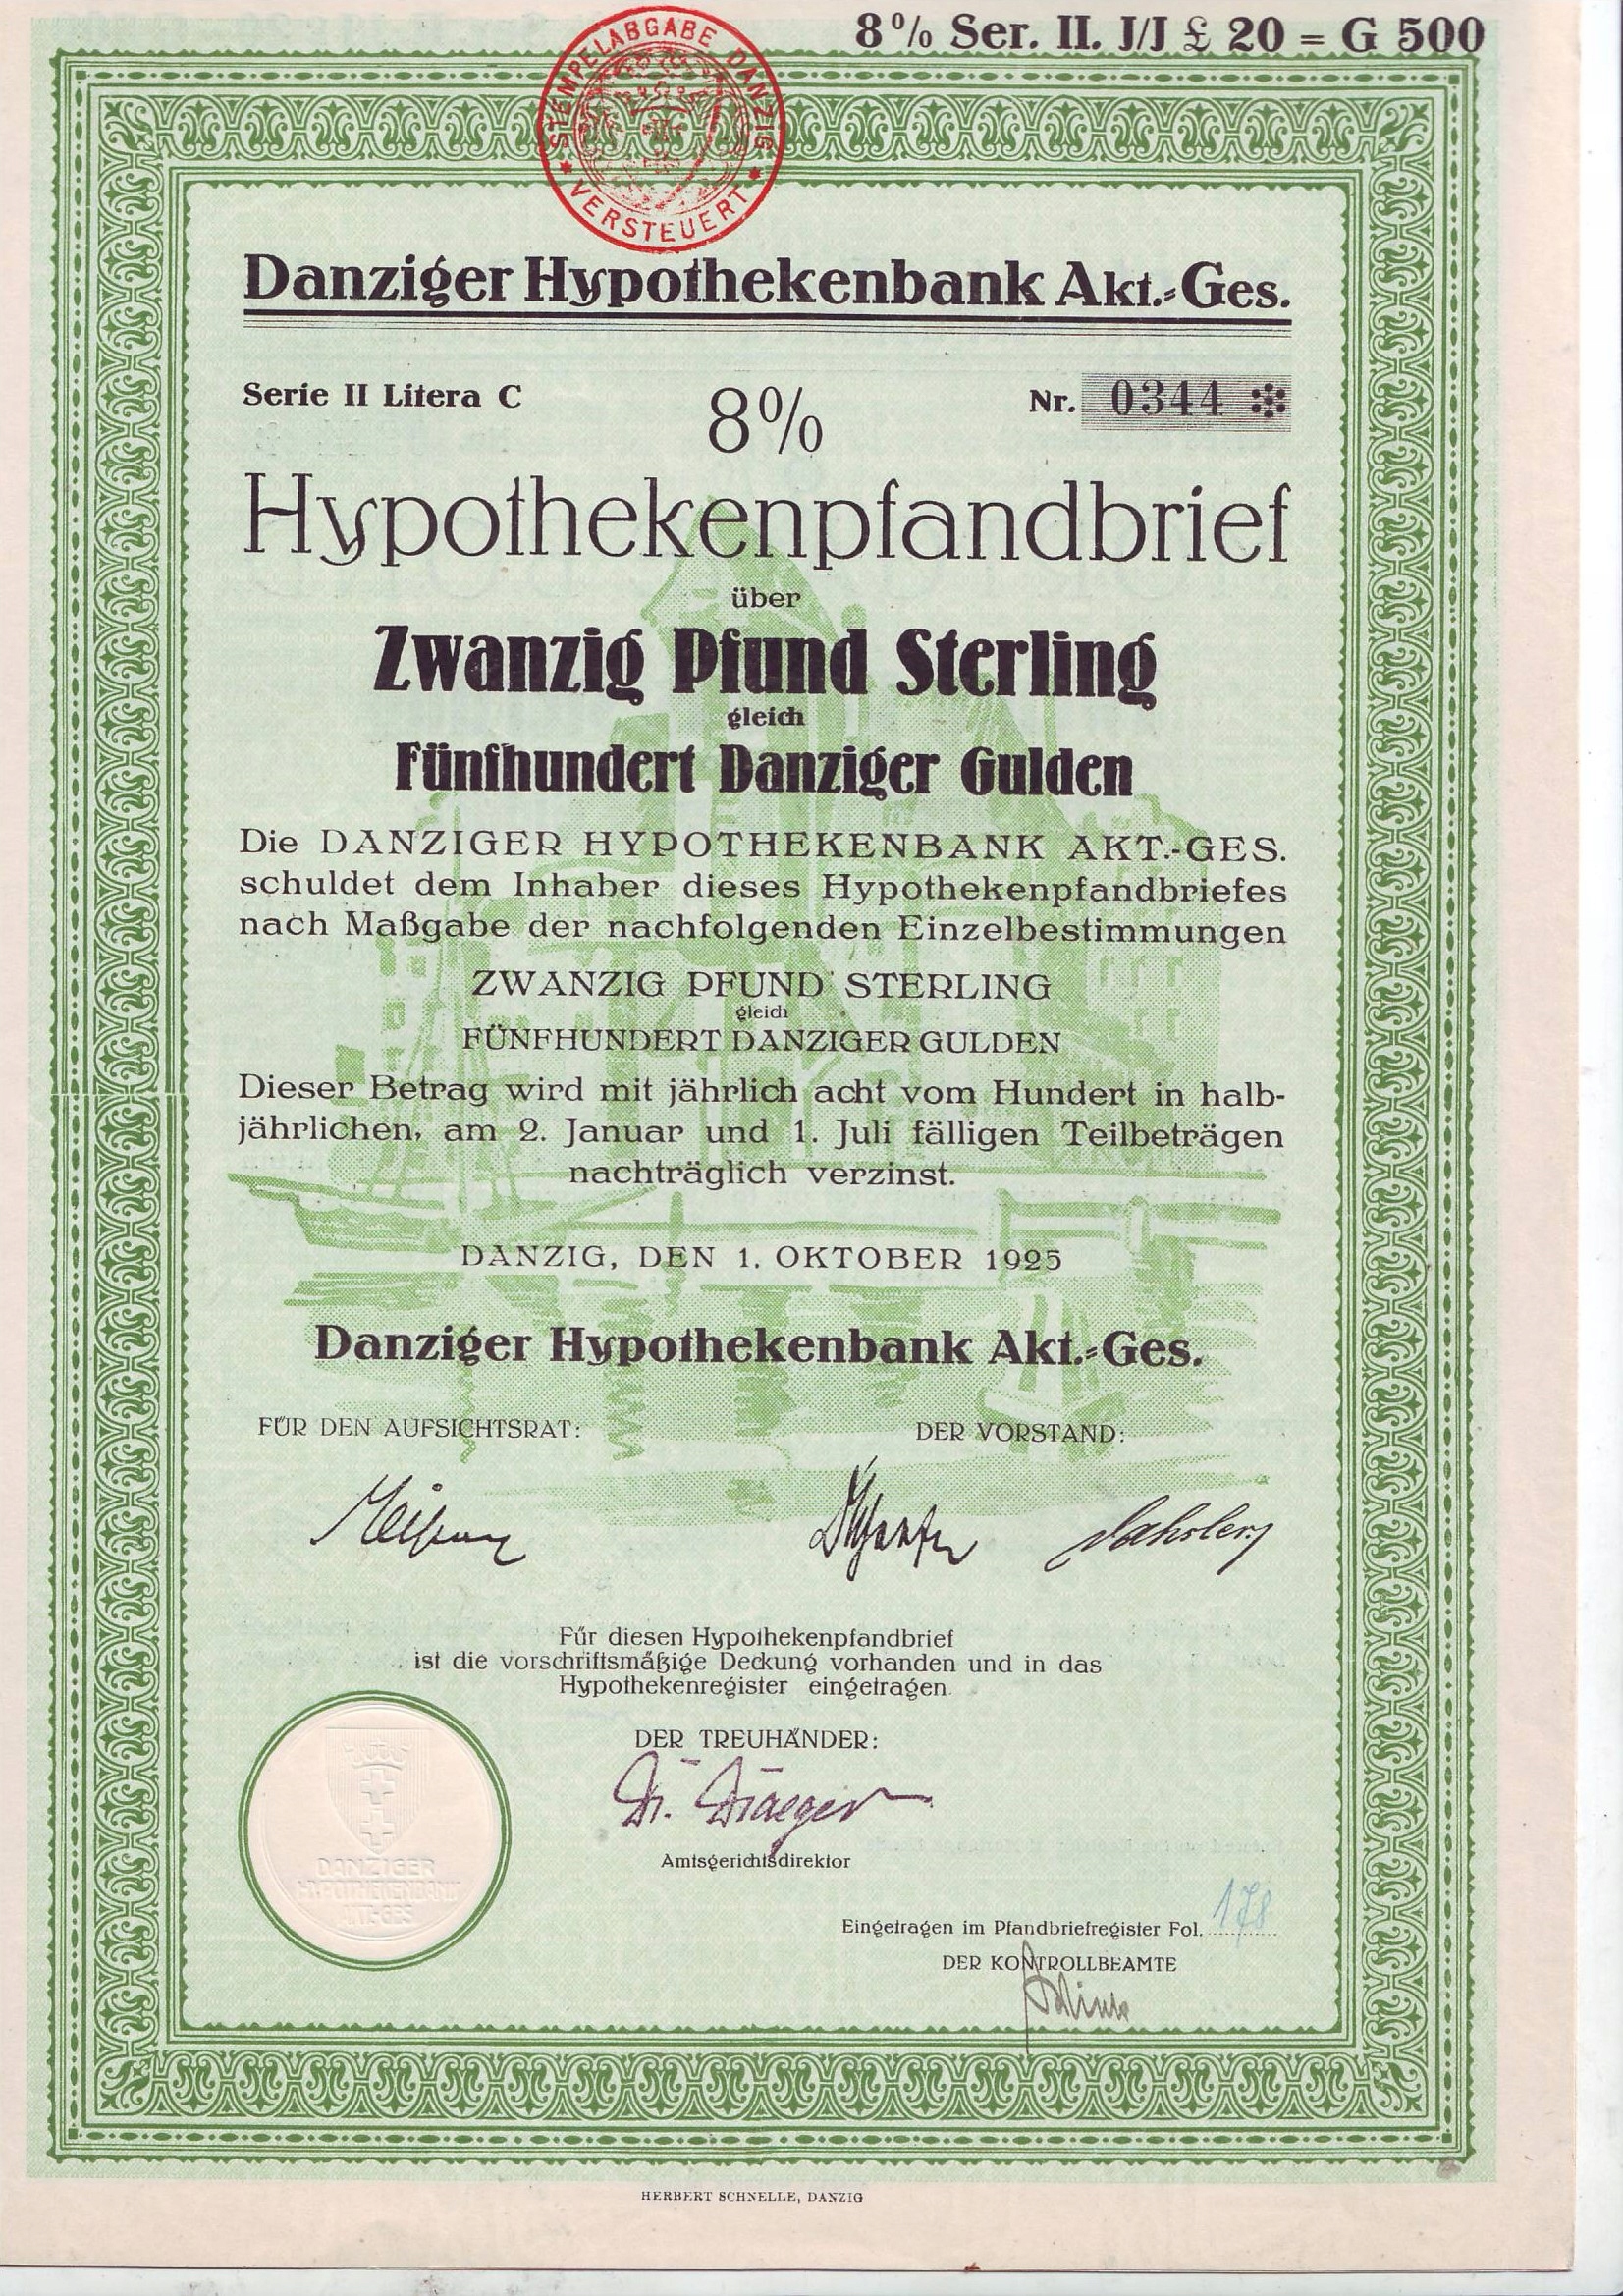 8% Ser. II. J/J £ 20 = G 500
STEMPELABGABE DANZIG
* VERSTEUERT *
Danziger Hypothekenbank Akt.-Ges.
Serie II Litera C
8%
Nr. 0344
Hypothekenpfandbrief
über
Zwanzig Pfund Sterling
gleich
Fünfhundert Danziger Gulden
Die DANZIGER HYPOTHEKENBANK AKT.-GES.
schuldet dem Inhaber dieses Hypothekenpfandbriefes
nach Maßgabe der nachfolgenden Einzelbestimmungen
ZWANZIG PFUND STERLING
gleich
FÜNFHUNDERT DANZIGER GULDEN
Dieser Betrag wird mit jährlich acht vom Hundert in halb-
jährlichen, am 2. Januar und 1. Juli fälligen Teilbeträgen
nachträglich verzinst.
DANZIG, DEN 1. OKTOBER 1925
Danziger Hypothekenbank Akt.-Ges.
FÜR DEN AUFSICHTSRAT:
DER VORSTAND:
Für diesen Hypothekenpfandbrief
ist die vorschriftsmäßige Deckung vorhanden und in das
Hypothekenregister eingetragen.
DER TREUHÄNDER:
Dr. Draeger
Amtsgerichtsdirektor
DANZIGER
HYPOTHEKENBANK
AKT-GES
Eingetragen im Pfandbriefregister Fol. 178
DER KONTROLLBEAMTE
HERBERT SCHNELLE, DANZIG